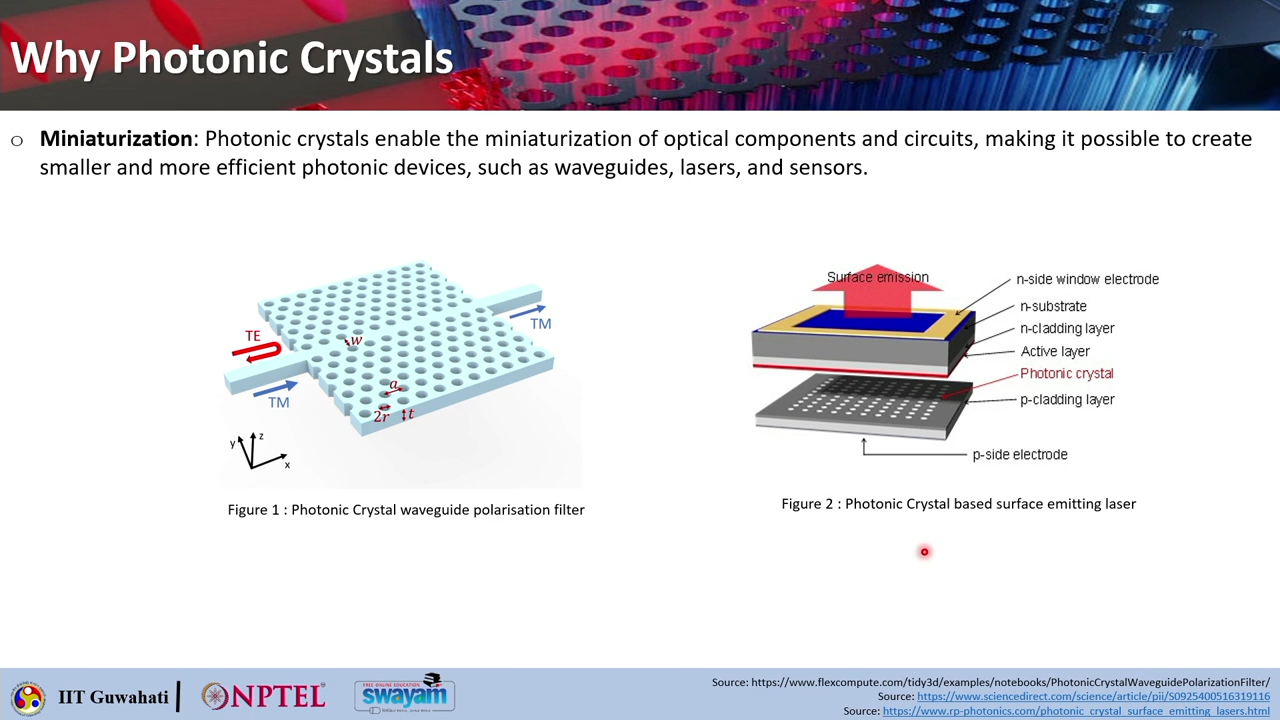 Why Photonic Crystals
○ Miniaturization: Photonic crystals enable the miniaturization of optical components and circuits, making it possible to create
smaller and more efficient photonic devices, such as waveguides, lasers, and sensors.
TE
TM
TM
w
a
2r
t
y
z
x
Figure 1 : Photonic Crystal waveguide polarisation filter
Surface emission
n-side window electrode
n-substrate
n-cladding layer
Active layer
Photonic crystal
p-cladding layer
p-side electrode
Figure 2 : Photonic Crystal based surface emitting laser
IIT Guwahati
NPTEL
FREE ONLINE EDUCATION
swayam
Source: https://www.flexcompute.com/tidy3d/examples/notebooks/PhotonicCrystalWaveguidePolarizationFilter/
Source: https://www.sciencedirect.com/science/article/pii/S0925400516319116
Source: https://www.rp-photonics.com/photonic_crystal_surface_emitting_lasers.html